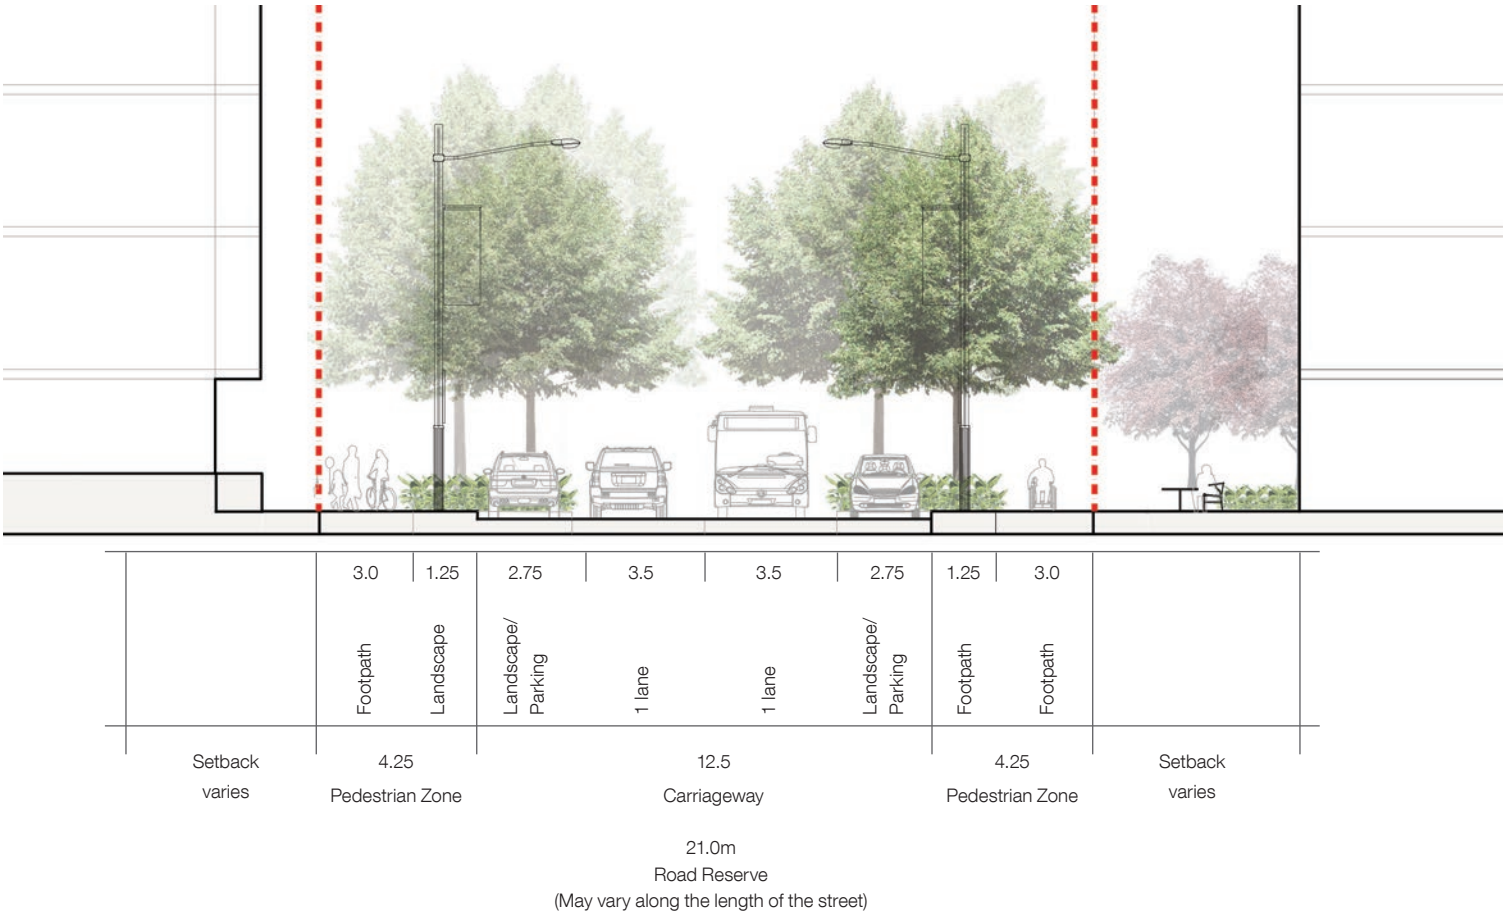 3.0
1.25
2.75
3.5
3.5
2.75
1.25
3.0
Footpath
Landscape
Landscape/
Parking
1 lane
1 lane
Landscape/
Parking
Footpath
Footpath
Setback
varies
4.25
Pedestrian Zone
12.5
Carriageway
4.25
Pedestrian Zone
Setback
varies
21.0m
Road Reserve
(May vary along the length of the street)